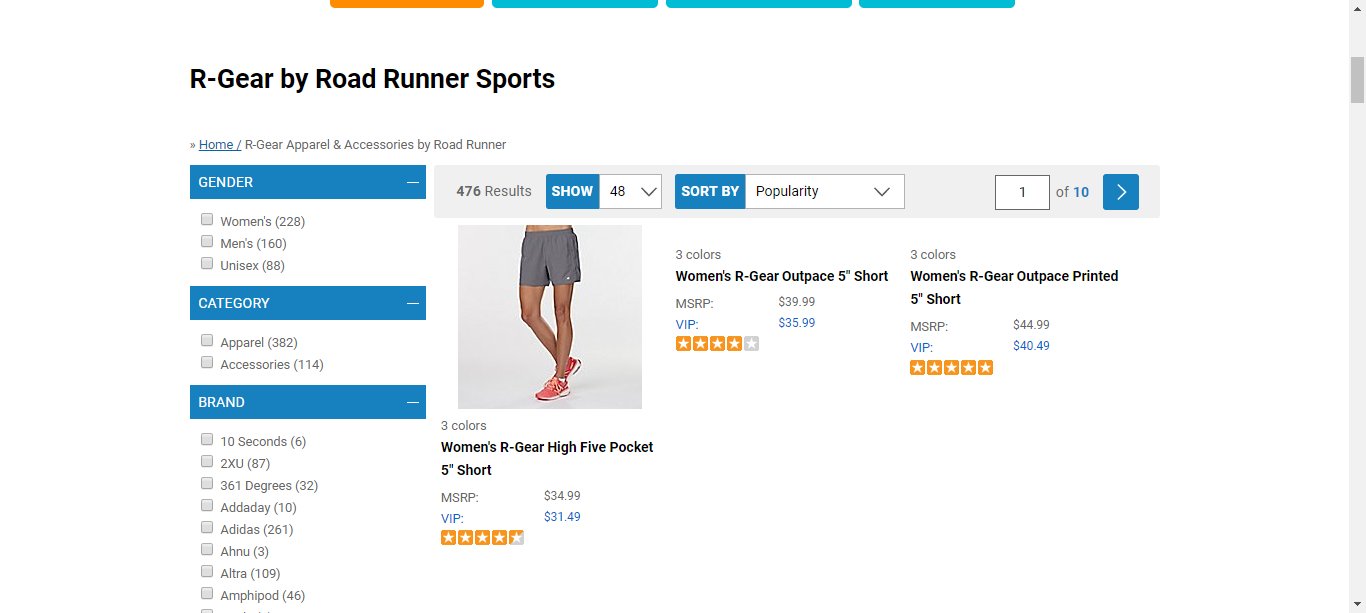 R-Gear by Road Runner Sports
» Home / R-Gear Apparel & Accessories by Road Runner
GENDER
Women's (228)
Men's (160)
Unisex (88)
CATEGORY
Apparel (382)
Accessories (114)
BRAND
10 Seconds (6)
2XU (87)
361 Degrees (32)
Addaday (10)
Adidas (261)
Ahnu (3)
Altra (109)
Amphipod (46)
476 Results SHOW 48 SORT BY Popularity 1 of 10
3 colors
Women's R-Gear High Five Pocket
5" Short
MSRP: $34.99
VIP: $31.49
3 colors
Women's R-Gear Outpace 5" Short
MSRP: $39.99
VIP: $35.99
3 colors
Women's R-Gear Outpace Printed
5" Short
MSRP: $44.99
VIP: $40.49